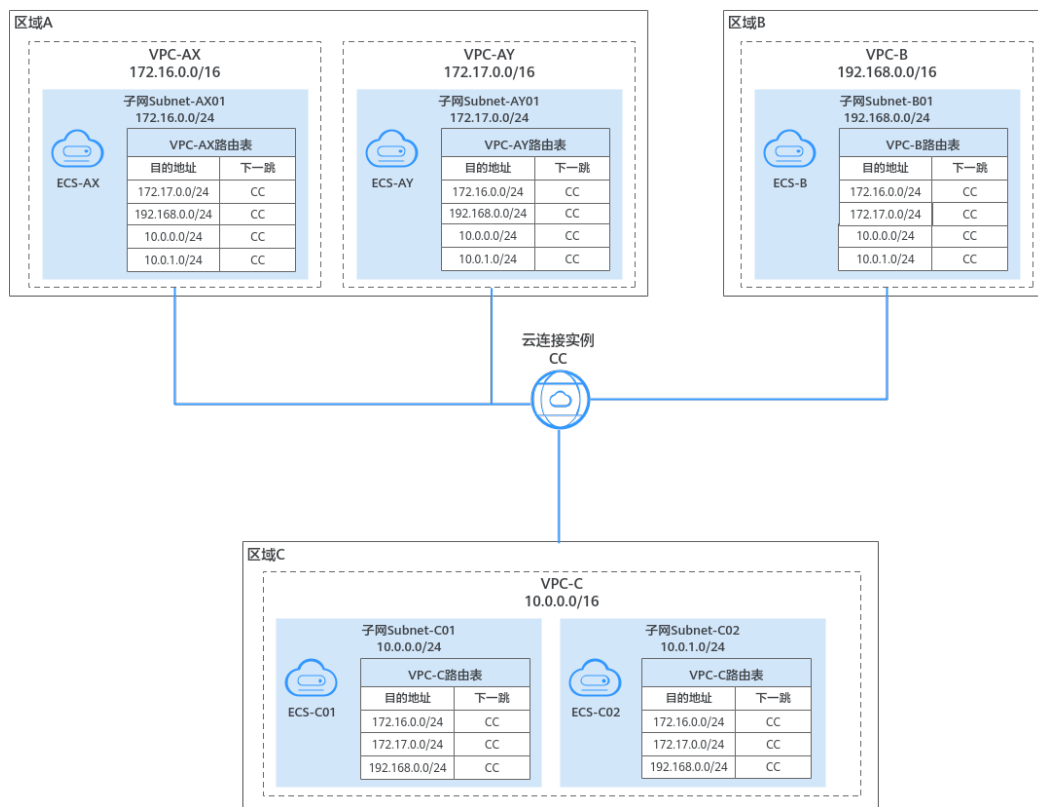 区域A
VPC-AX
172.16.0.0/16
子网Subnet-AX01
172.16.0.0/24
ECS-AX
VPC-AX路由表
目的地址 下一跳
172.17.0.0/24 CC
192.168.0.0/24 CC
10.0.0.0/24 CC
10.0.1.0/24 CC
VPC-AY
172.17.0.0/16
子网Subnet-AY01
172.17.0.0/24
ECS-AY
VPC-AY路由表
目的地址 下一跳
172.16.0.0/24 CC
192.168.0.0/24 CC
10.0.0.0/24 CC
10.0.1.0/24 CC
区域B
VPC-B
192.168.0.0/16
子网Subnet-B01
192.168.0.0/24
ECS-B
VPC-B路由表
目的地址 下一跳
172.16.0.0/24 CC
172.17.0.0/24 CC
10.0.0.0/24 CC
10.0.1.0/24 CC
云连接实例
CC
区域C
VPC-C
10.0.0.0/16
子网Subnet-C01
10.0.0.0/24
ECS-C01
VPC-C路由表
目的地址 下一跳
172.16.0.0/24 CC
172.17.0.0/24 CC
192.168.0.0/24 CC
子网Subnet-C02
10.0.1.0/24
ECS-C02
VPC-C路由表
目的地址 下一跳
172.16.0.0/24 CC
172.17.0.0/24 CC
192.168.0.0/24 CC